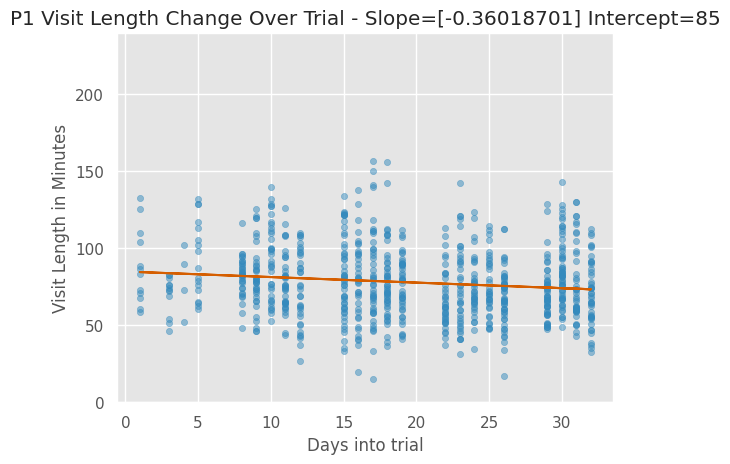 P1 Visit Length Change Over Trial - Slope=[-0.36018701] Intercept=85
Visit Length in Minutes
200
150
100
50
0
0 5 10 15 20 25 30
Days into trial